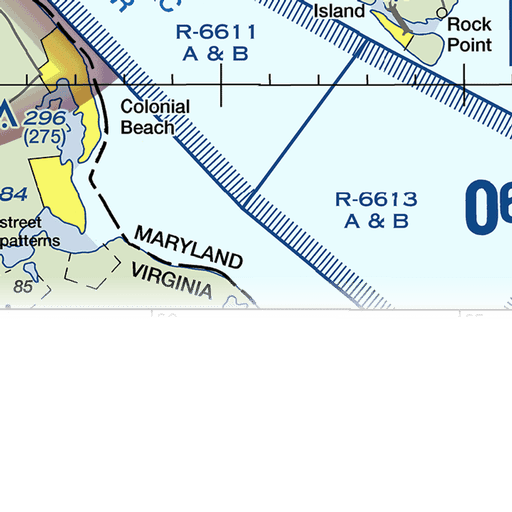 Island
Rock
Point
R-6611
A & B
Colonial
Beach
296
(275)
R-6613
A & B
06
84
street
patterns
MARYLAND
VIRGINIA
85